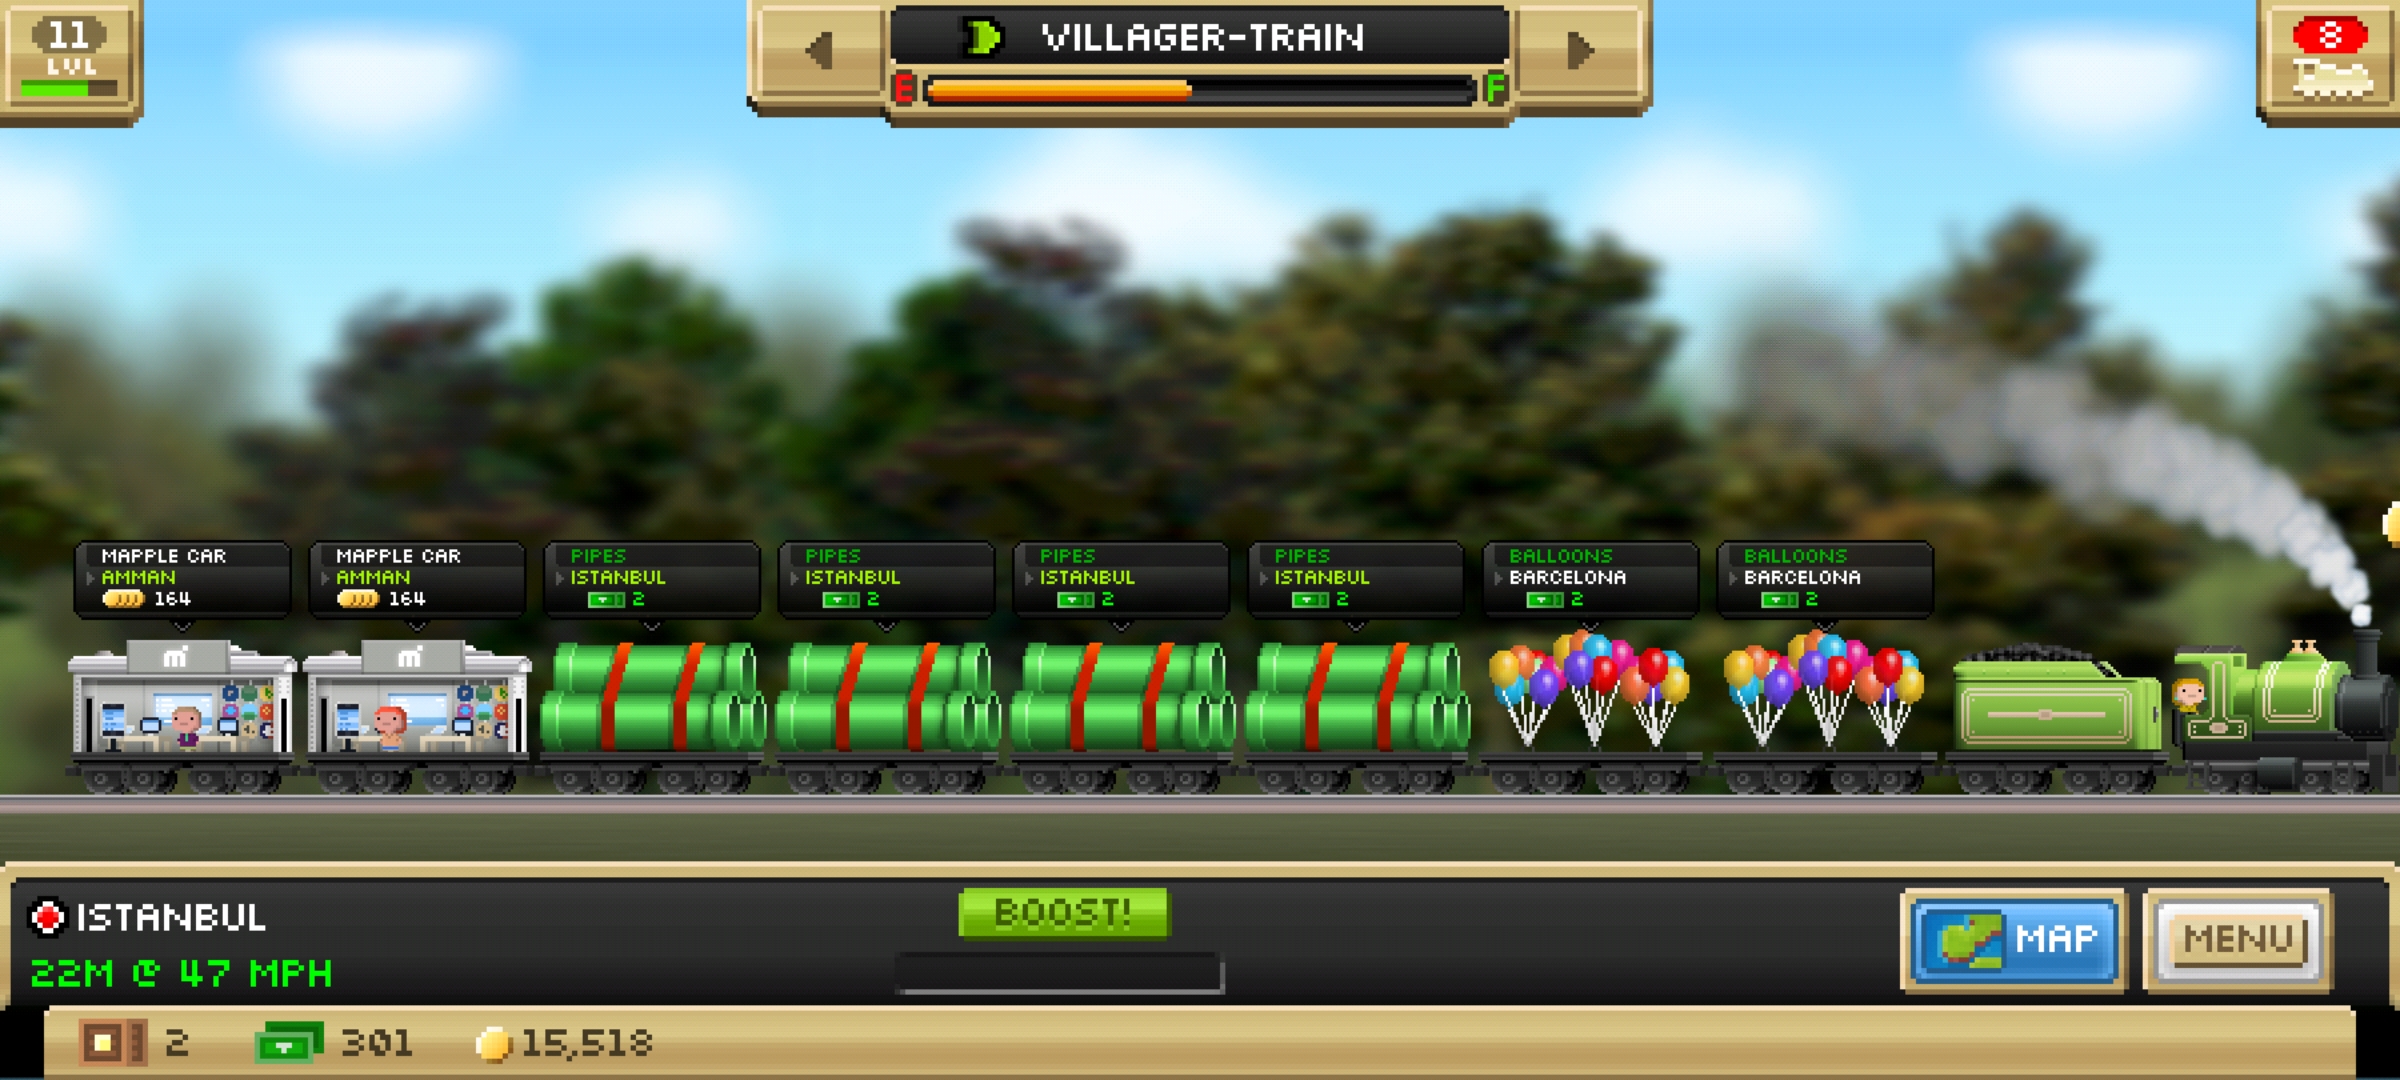 11
LVL
VILLAGER-TRAIN
E F
8
MAPPLE CAR
AMMAN
164
MAPPLE CAR
AMMAN
164
PIPES
ISTANBUL
2
PIPES
ISTANBUL
2
PIPES
ISTANBUL
2
PIPES
ISTANBUL
2
BALLOONS
BARCELONA
2
BALLOONS
BARCELONA
2
m
m
ISTANBUL
22M @ 47 MPH
BOOST!
MAP
MENU
2
301
15,518